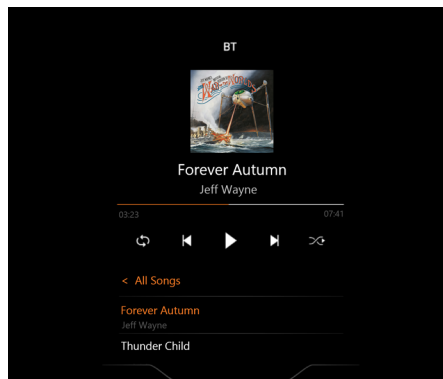 BT
Forever Autumn
Jeff Wayne
03:23 07:41
< All Songs
Forever Autumn
Jeff Wayne
Thunder Child